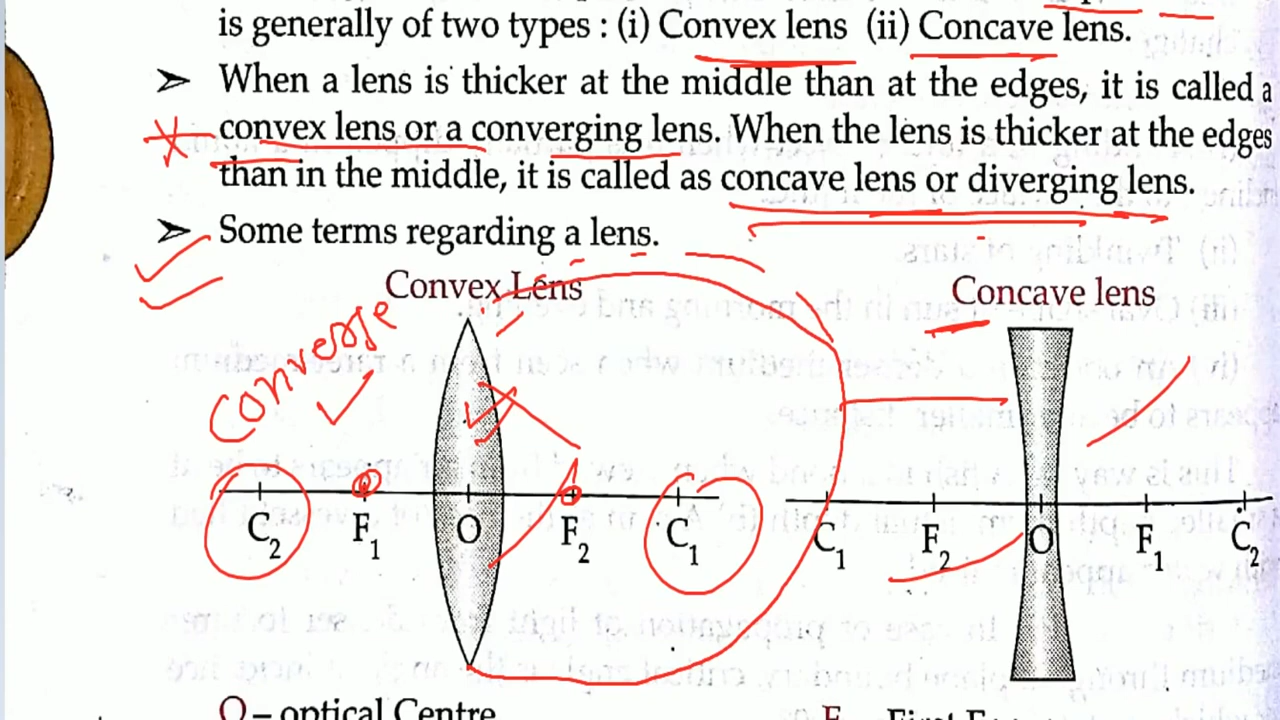 is generally of two types : (i) Convex lens (ii) Concave lens.
➢ When a lens is thicker at the middle than at the edges, it is called a
convex lens or a converging lens. When the lens is thicker at the edges
than in the middle, it is called as concave lens or diverging lens.
➢ Some terms regarding a lens.
Convex Lens
Concave lens
Converge
C₂ F₁ O F₂ C₁
C₁ F₂ O F₁ C₂
O – optical Centre